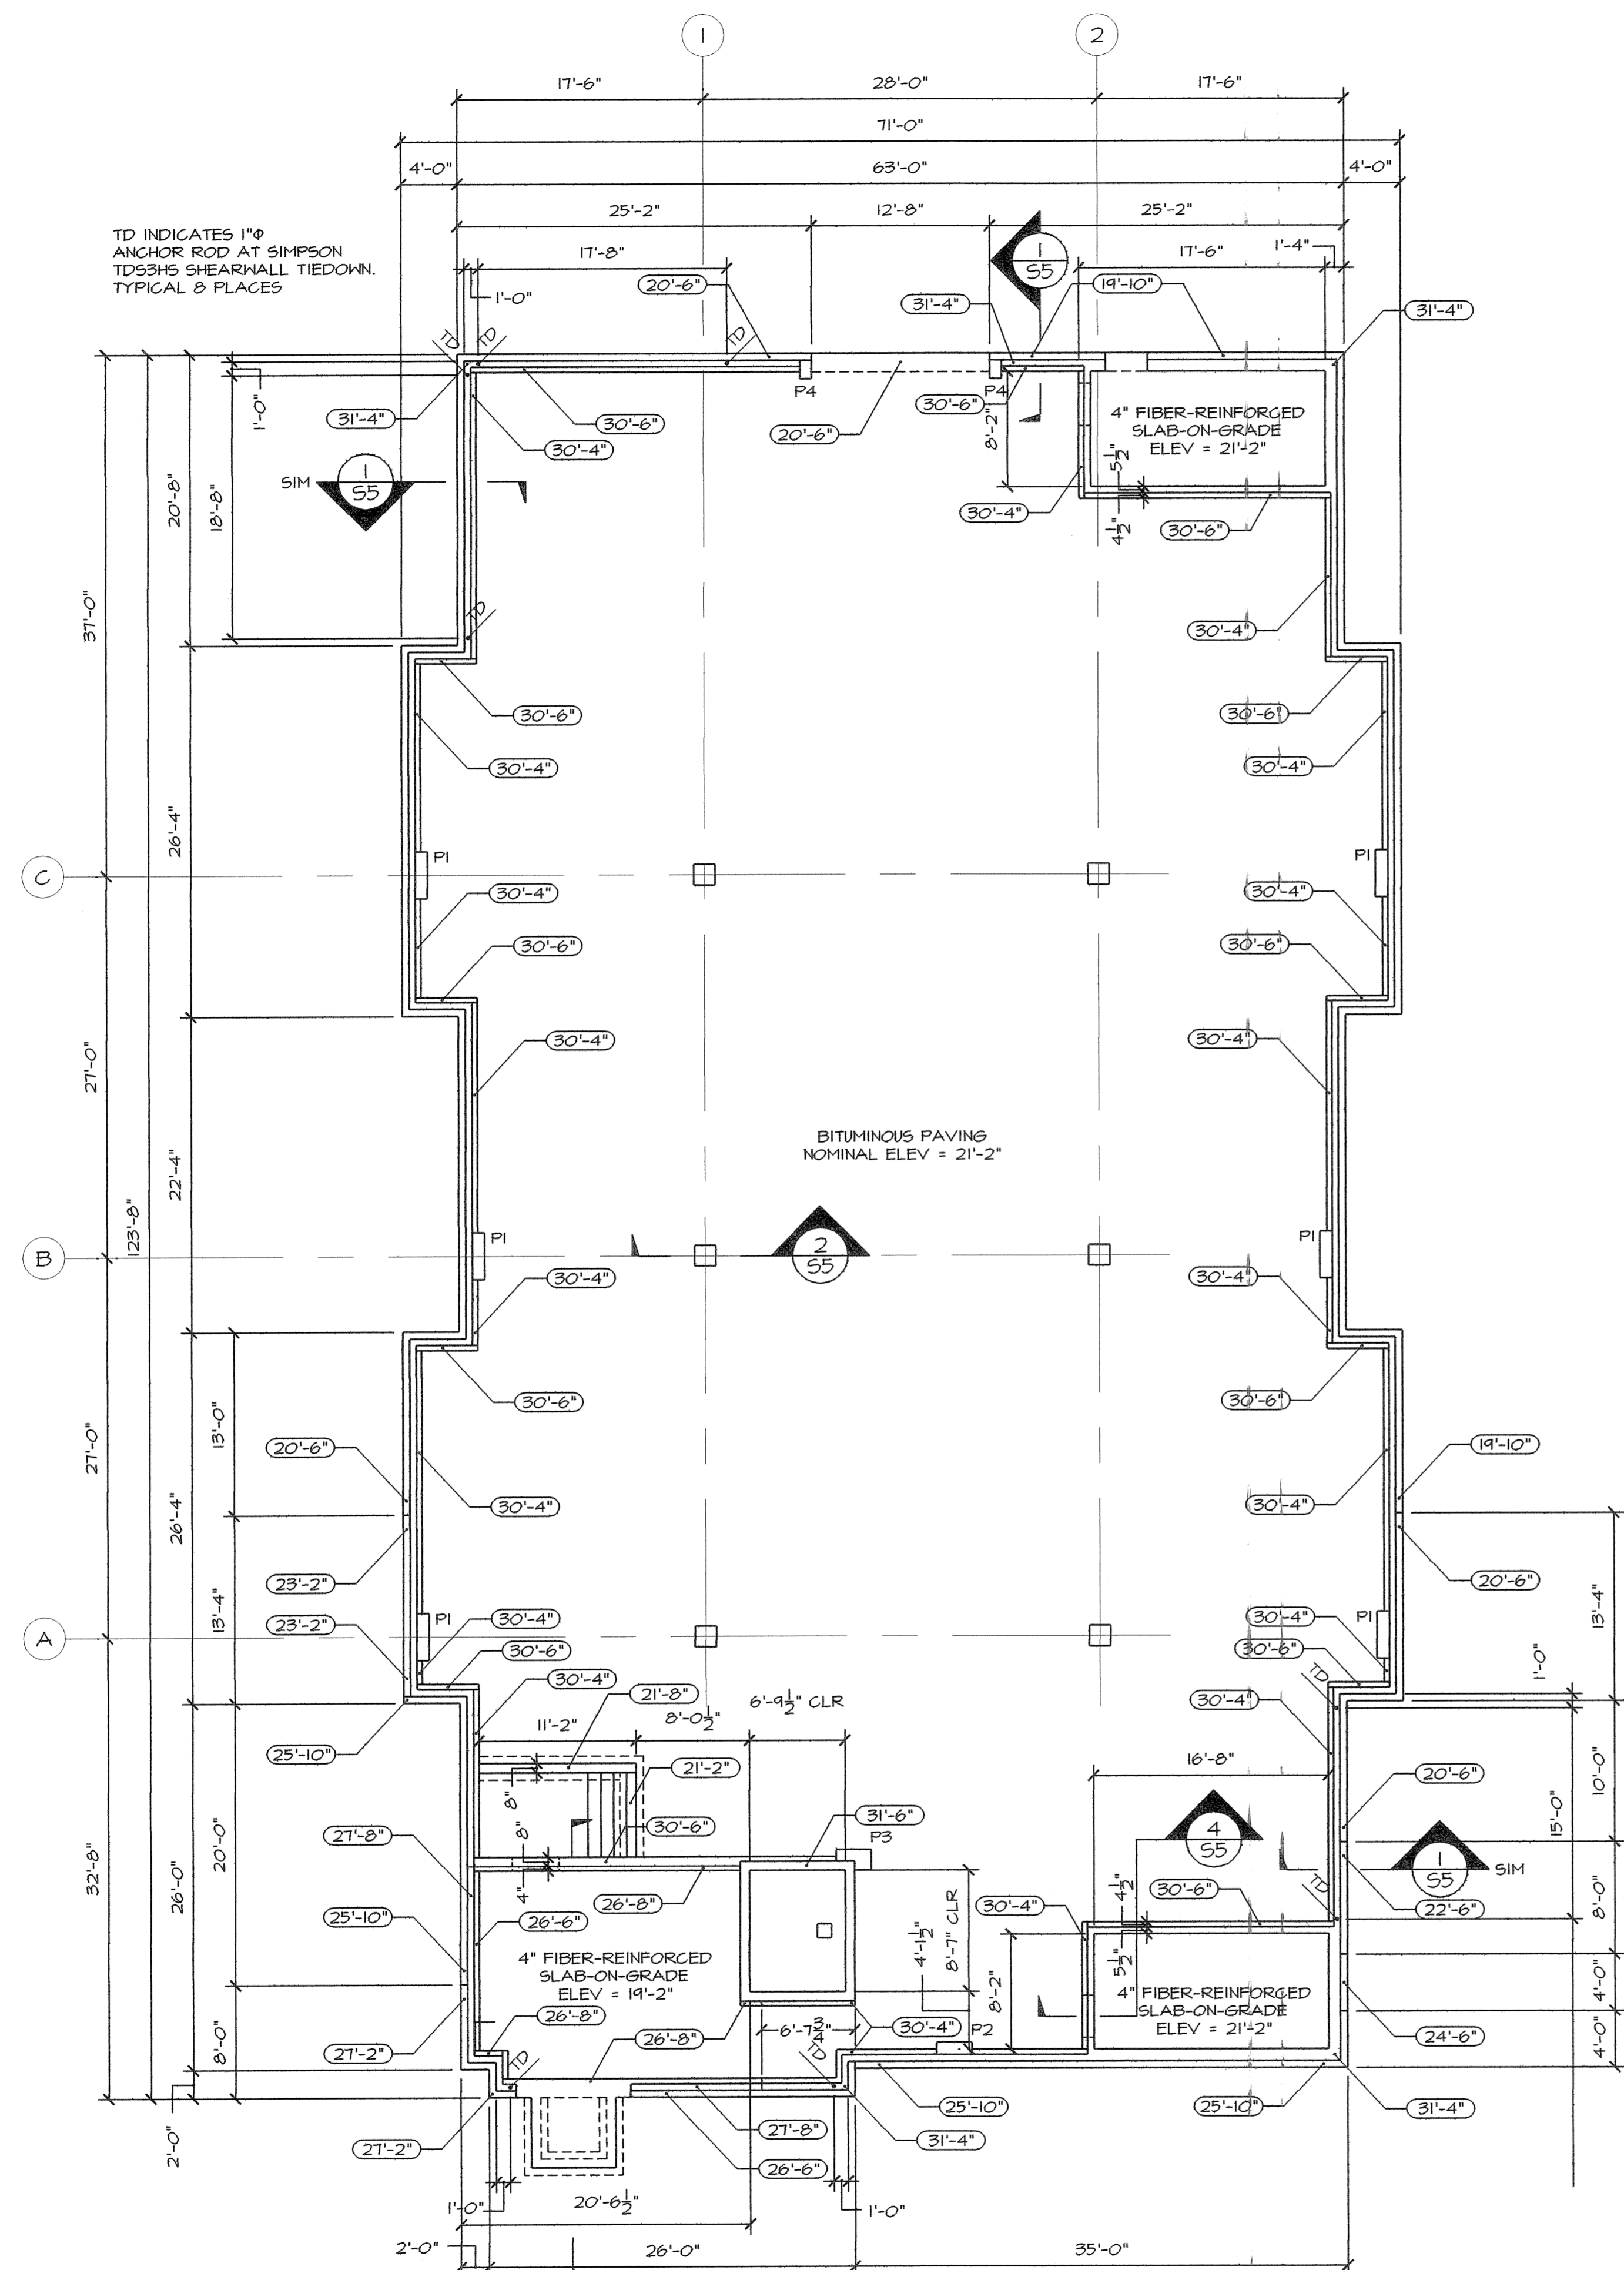 1
2
17'-6"
28'-0"
17'-6"
71'-0"
4'-0"
63'-0"
4'-0"
25'-2"
12'-8"
25'-2"
TD INDICATES 1"Φ
ANCHOR ROD AT SIMPSON
TDS3HS SHEARWALL TIEDOWN.
TYPICAL 8 PLACES
17'-8"
1
S5
17'-6"
1'-4"
1'-0"
20'-6"
31'-4"
19'-10"
31'-4"
TD
TD
TD
P4
P4
1'-0"
31'-4"
30'-6"
30'-4"
20'-6"
30'-6"
8'-2"
4" FIBER-REINFORCED
SLAB-ON-GRADE
ELEV = 21'-2"
5 1/2"
4 1/2"
SIM
1
S5
20'-8"
18'-8"
30'-4"
30'-6"
37'-0"
TD
30'-4"
30'-6"
30'-6"
30'-4"
30'-4"
26'-4"
C
P1
P1
30'-4"
30'-4"
30'-6"
30'-6"
30'-4"
30'-4"
27'-0"
22'-4"
123'-8"
BITUMINOUS PAVING
NOMINAL ELEV = 21'-2"
B
P1
2
S5
P1
30'-4"
30'-4"
30'-6"
30'-6"
27'-0"
13'-0"
20'-6"
19'-10"
26'-4"
30'-4"
30'-4"
23'-2"
20'-6"
13'-4"
13'-4"
23'-2"
A
P1
30'-4"
30'-4"
P1
30'-6"
30'-6"
TD
1'-0"
30'-4"
21'-8"
6'-9 1/2" CLR
30'-4"
11'-2"
8'-0 1/2"
25'-10"
21'-2"
16'-8"
20'-6"
10'-0"
15'-0"
8"
8"
4"
27'-8"
30'-6"
31'-6"
P3
4
S5
1
S5
SIM
32'-8"
26'-0"
20'-0"
26'-8"
30'-4"
4 1/2"
30'-6"
TD
22'-6"
8'-0"
25'-10"
26'-6"
4'-1 1/2"
8'-7" CLR
5 1/2"
4" FIBER-REINFORCED
SLAB-ON-GRADE
ELEV = 19'-2"
8'-2"
4" FIBER-REINFORCED
SLAB-ON-GRADE
ELEV = 21'-2"
4'-0"
4'-0"
26'-8"
26'-8"
6'-7 3/4"
30'-4"
P2
24'-6"
8'-0"
27'-2"
TD
TD
2'-0"
25'-10"
25'-10"
31'-4"
27'-2"
27'-8"
31'-4"
26'-6"
1'-0"
20'-6 1/2"
1'-0"
2'-0"
26'-0"
35'-0"